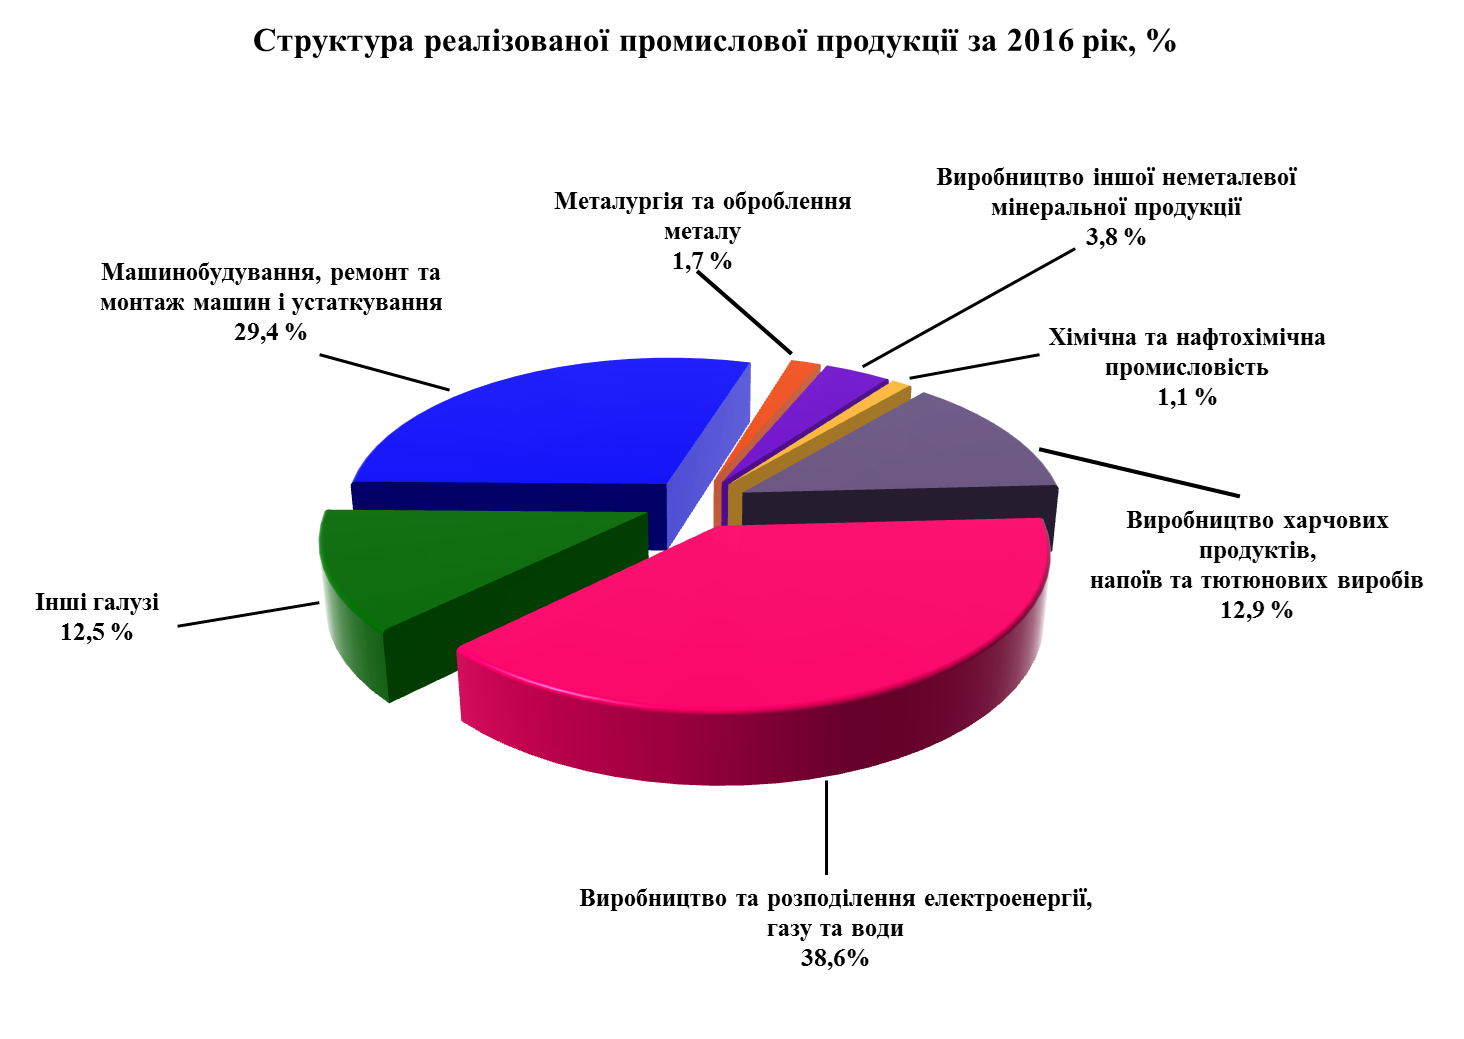 Структура реалізованої промислової продукції за 2016 рік, %
Виробництво іншої неметалевої
мінеральної продукції
3,8 %
Металургія та оброблення
металу
1,7 %
Машинобудування, ремонт та
монтаж машин і устаткування
29,4 %
Хімічна та нафтохімічна
промисловість
1,1 %
Виробництво харчових
продуктів,
напоїв та тютюнових виробів
12,9 %
Інші галузі
12,5 %
Виробництво та розподілення електроенергії,
газу та води
38,6%